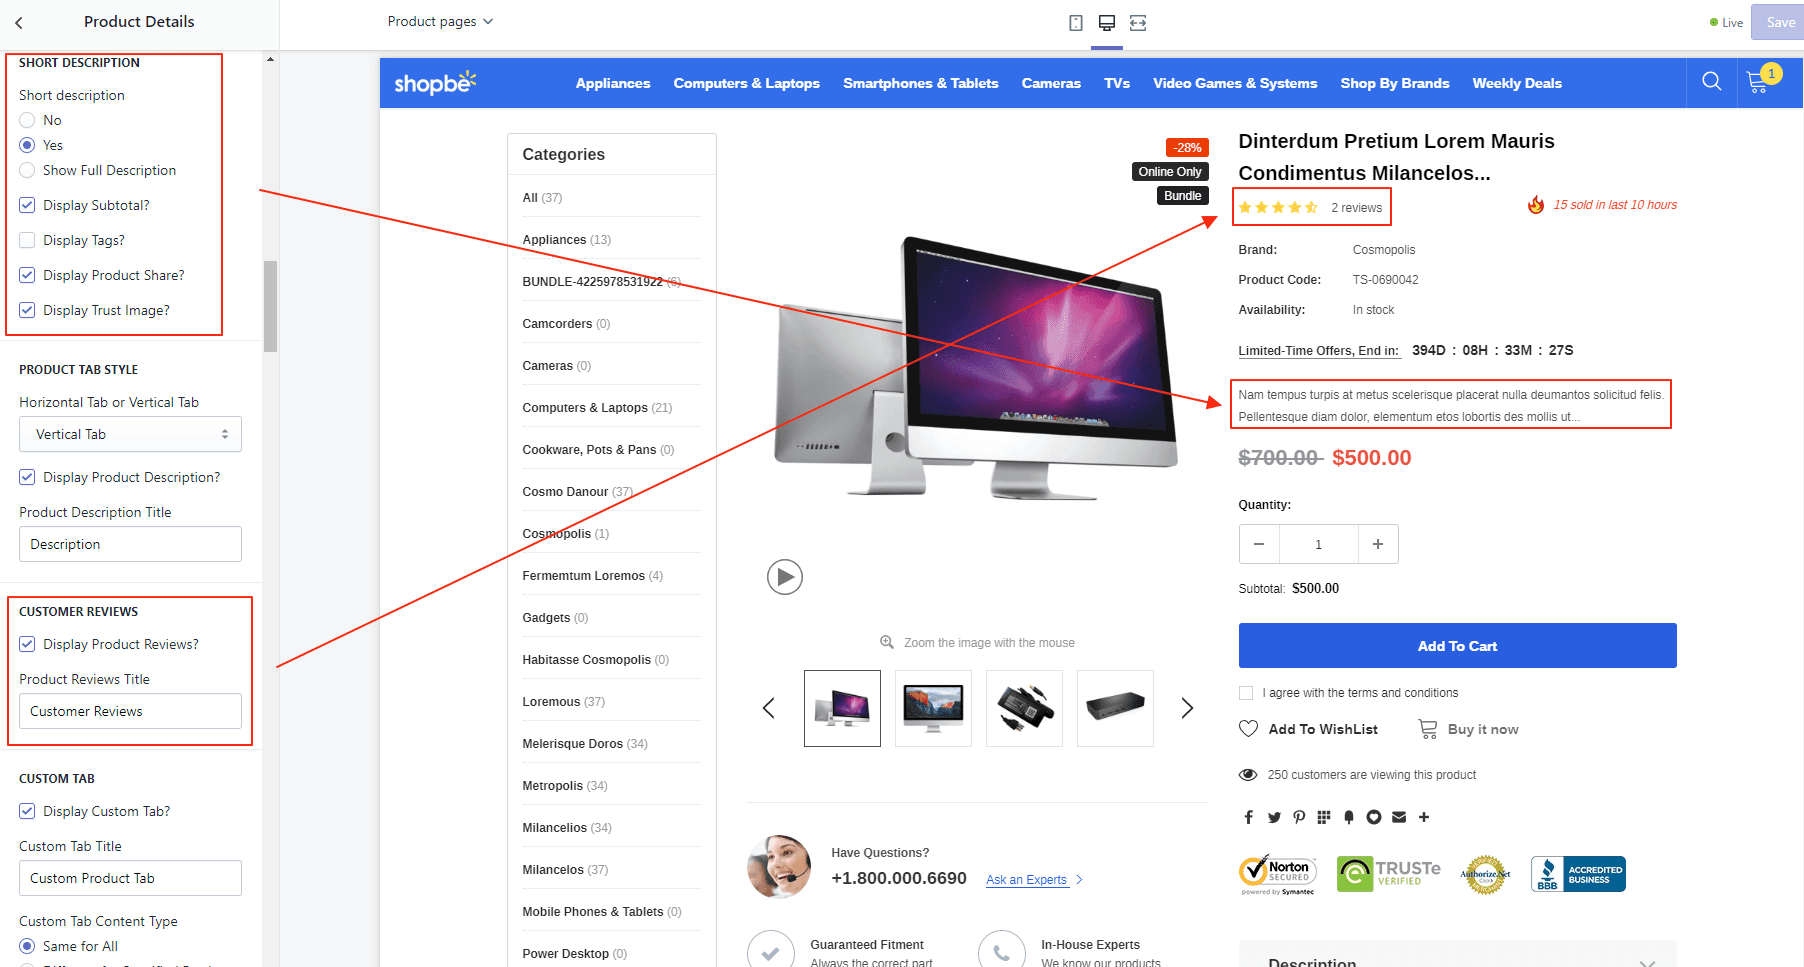 Product Details
Product pages
Live
Save
SHORT DESCRIPTION
Short description
No
Yes
Show Full Description
Display Subtotal?
Display Tags?
Display Product Share?
Display Trust Image?
PRODUCT TAB STYLE
Horizontal Tab or Vertical Tab
Vertical Tab
Display Product Description?
Product Description Title
Description
CUSTOMER REVIEWS
Display Product Reviews?
Product Reviews Title
Customer Reviews
CUSTOM TAB
Display Custom Tab?
Custom Tab Title
Custom Product Tab
Custom Tab Content Type
Same for All
shopbe
Appliances
Computers & Laptops
Smartphones & Tablets
Cameras
TVs
Video Games & Systems
Shop By Brands
Weekly Deals
1
Categories
All (37)
Appliances (13)
BUNDLE-4225978531922 (6)
Camcorders (0)
Cameras (0)
Computers & Laptops (21)
Cookware, Pots & Pans (0)
Cosmo Danour (37)
Cosmopolis (1)
Fermemtum Loremos (4)
Gadgets (0)
Habitasse Cosmopolis (0)
Loremous (37)
Melerisque Doros (34)
Metropolis (34)
Milancelios (34)
Milancelos (37)
Mobile Phones & Tablets (0)
Power Desktop (0)
-28%
Online Only
Bundle
Zoom the image with the mouse
Have Questions?
+1.800.000.6690
Ask an Experts
Guaranteed Fitment
Always the correct part
In-House Experts
We know our products
Dinterdum Pretium Lorem Mauris
Condimentus Milancelos...
2 reviews
15 sold in last 10 hours
Brand: Cosmopolis
Product Code: TS-0690042
Availability: In stock
Limited-Time Offers, End in: 394D : 08H : 33M : 27S
Nam tempus turpis at metus scelerisque placerat nulla deumantos solicitud felis.
Pellentesque diam dolor, elementum etos lobortis des mollis ut...
$700.00 $500.00
Quantity:
1
Subtotal: $500.00
Add To Cart
I agree with the terms and conditions
Add To WishList
Buy it now
250 customers are viewing this product
Norton
SECURED
powered by Symantec
TRUSTe
VERIFIED
Authorize.Net
BBB
ACCREDITED
BUSINESS
Description